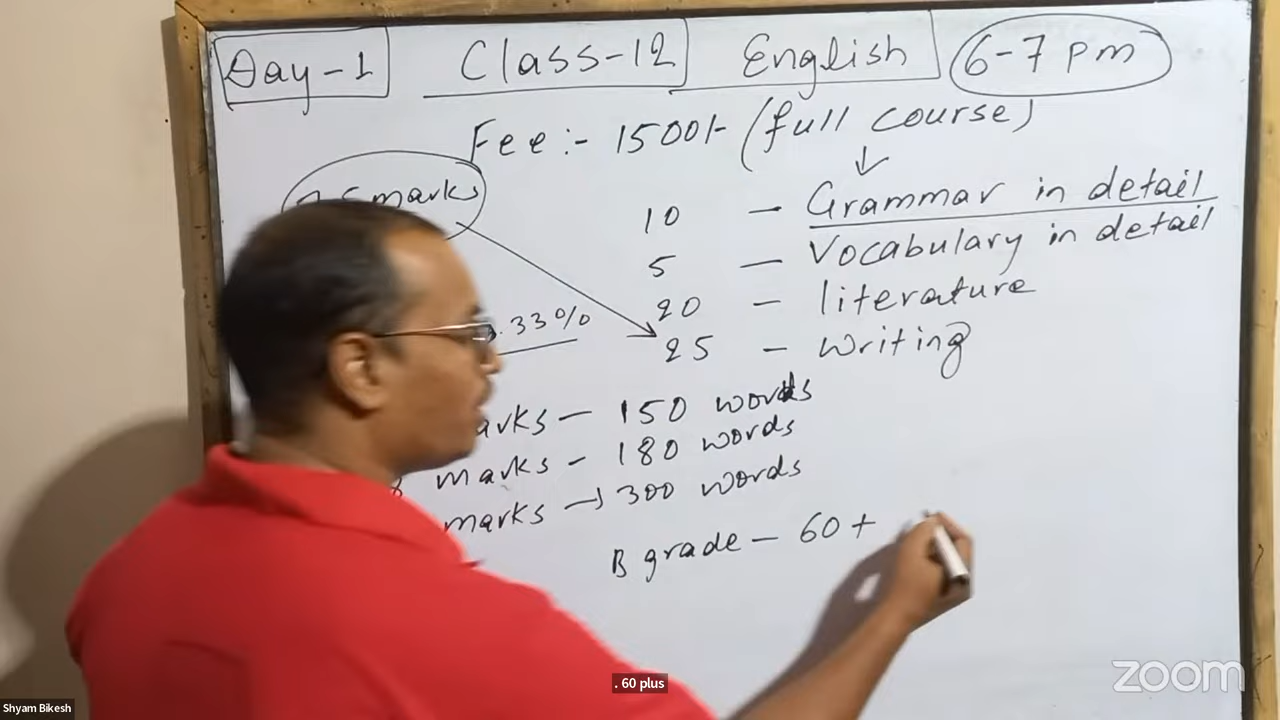 Day-1 Class-12 English 6-7 pm
Fee:- 1500/- (full course)
marks
10 - Grammar in detail
5 - Vocabulary in detail
20 - literature
.33%
25 - writing
arks - 150 words
marks - 180 words
marks → 300 words
B grade - 60+
. 60 plus
Shyam Bikesh
zoom